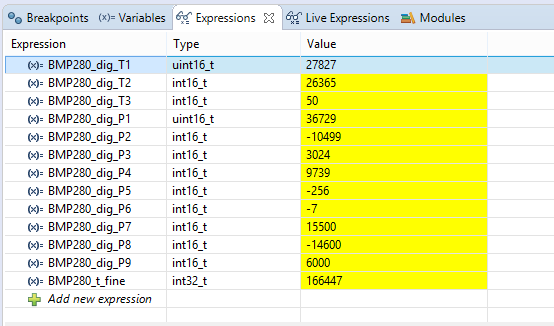 Breakpoints (x)= Variables Expressions Live Expressions Modules
Expression Type Value
(x)= BMP280_dig_T1 uint16_t 27827
(x)= BMP280_dig_T2 int16_t 26365
(x)= BMP280_dig_T3 int16_t 50
(x)= BMP280_dig_P1 uint16_t 36729
(x)= BMP280_dig_P2 int16_t -10499
(x)= BMP280_dig_P3 int16_t 3024
(x)= BMP280_dig_P4 int16_t 9739
(x)= BMP280_dig_P5 int16_t -256
(x)= BMP280_dig_P6 int16_t -7
(x)= BMP280_dig_P7 int16_t 15500
(x)= BMP280_dig_P8 int16_t -14600
(x)= BMP280_dig_P9 int16_t 6000
(x)= BMP280_t_fine int32_t 166447
Add new expression